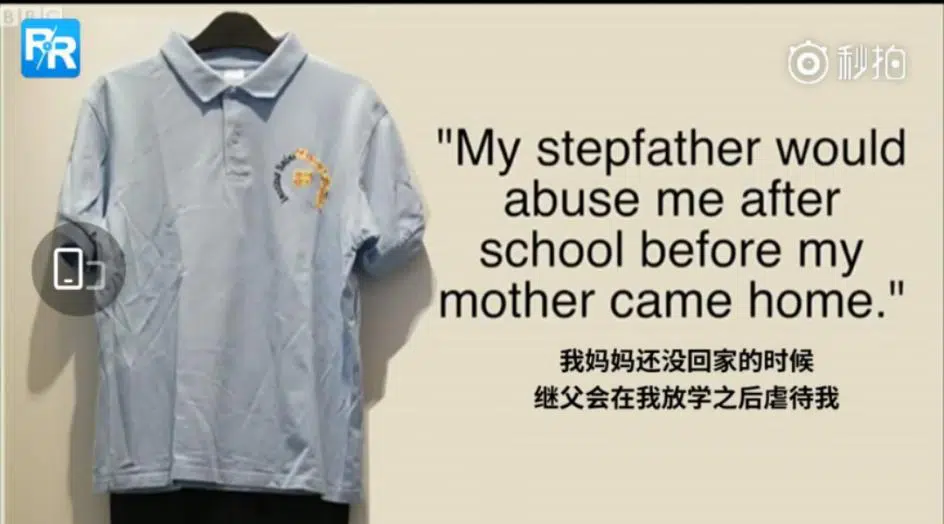 BBC
RR
秒拍
"My stepfather would
abuse me after
school before my
mother came home."
我妈妈还没回家的时候
继父会在我放学之后虐待我